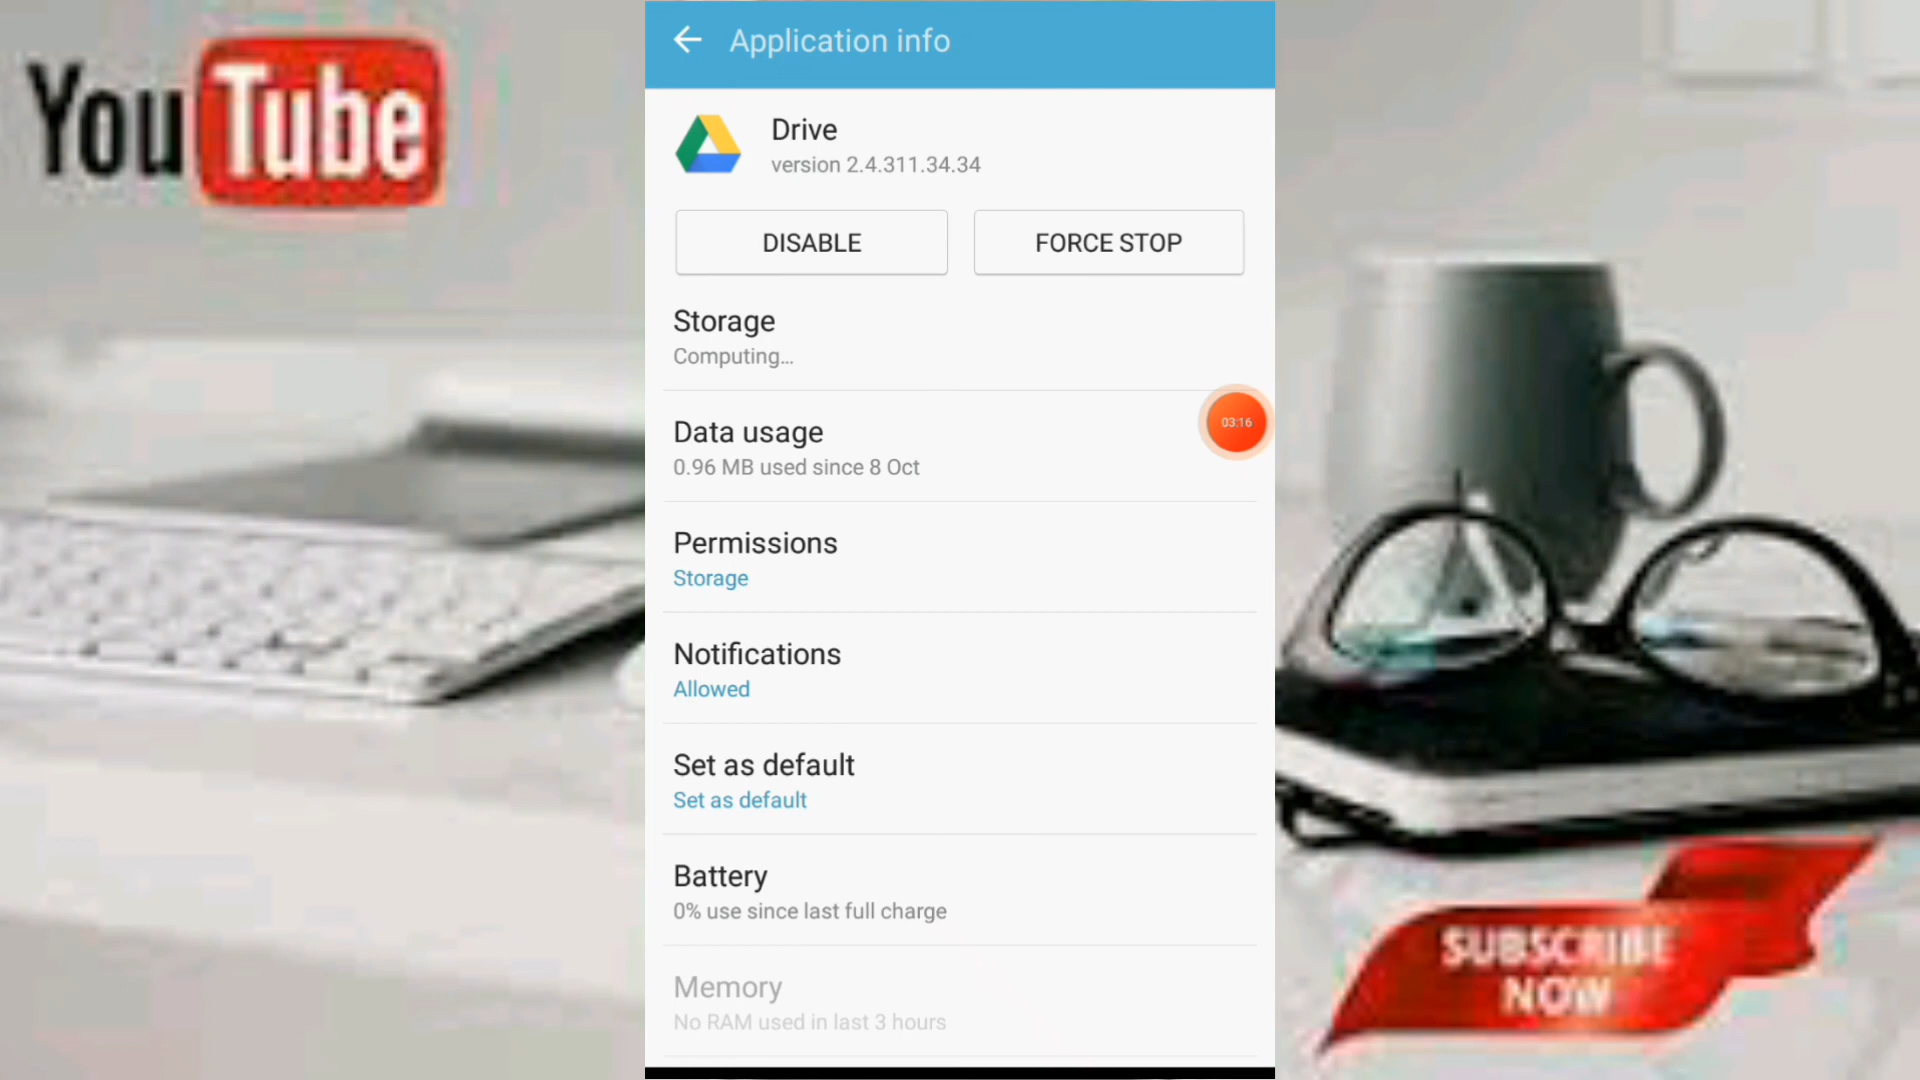 YouTube
Application info
Drive
version 2.4.311.34.34
DISABLE
FORCE STOP
Storage
Computing...
03:16
Data usage
0.96 MB used since 8 Oct
Permissions
Storage
Notifications
Allowed
Set as default
Set as default
Battery
0% use since last full charge
Memory
No RAM used in last 3 hours
SUBSCRIBE
NOW